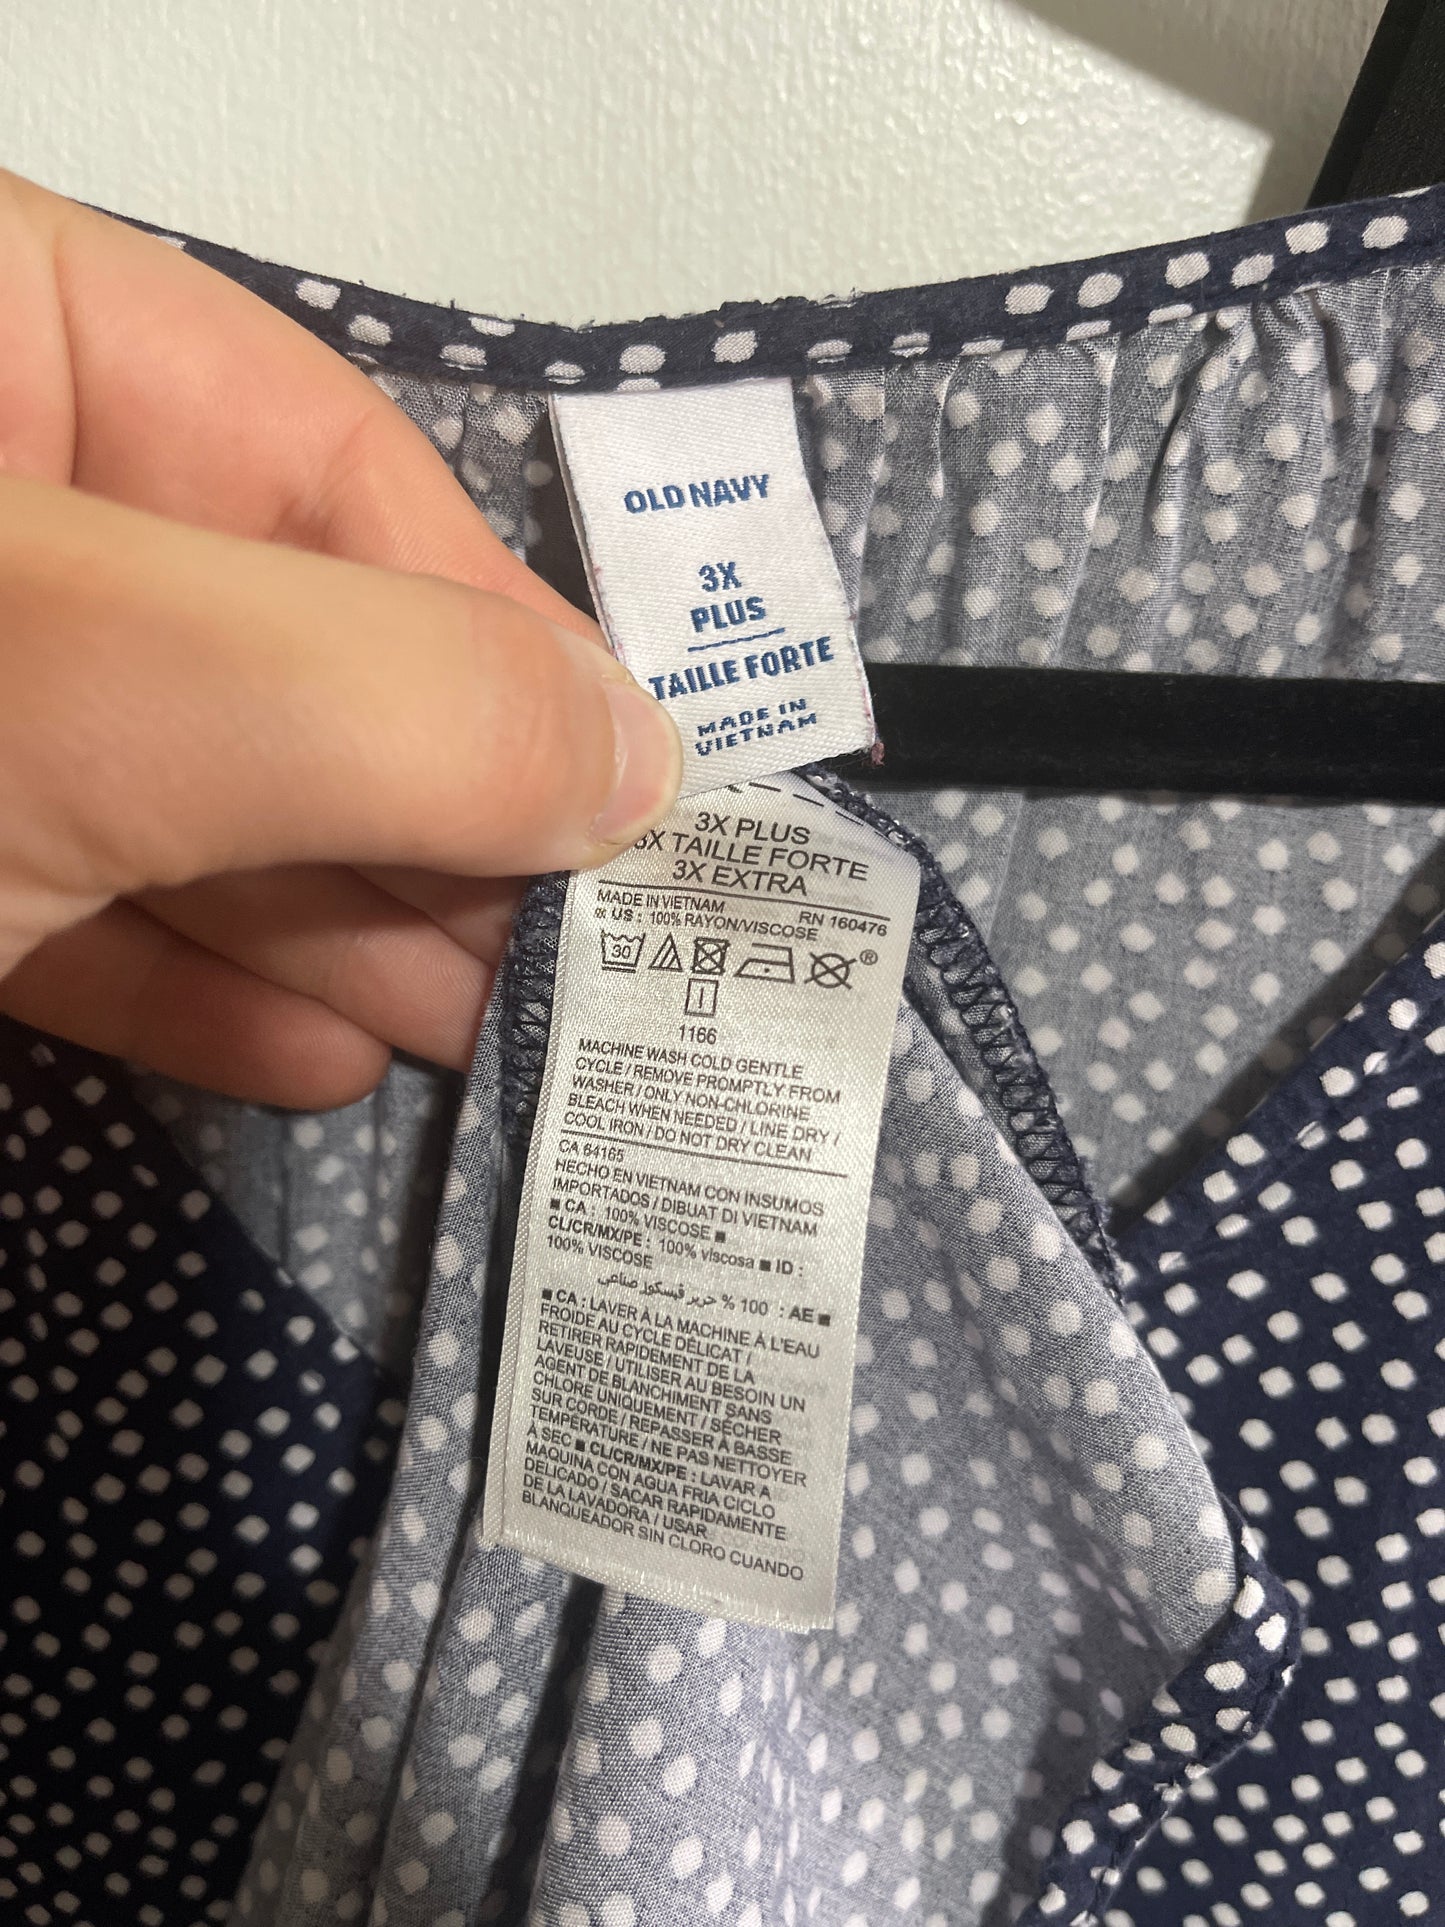 OLD NAVY
3X
PLUS
TAILLE FORTE
MADE IN
VIETNAM
3X PLUS
3X TAILLE FORTE
3X EXTRA
MADE IN VIETNAM
RN 160476
US : 100% RAYON/VISCOSE
30
®
I
1166
MACHINE WASH COLD GENTLE
CYCLE / REMOVE PROMPTLY FROM
WASHER / ONLY NON-CHLORINE
BLEACH WHEN NEEDED / LINE DRY /
COOL IRON / DO NOT DRY CLEAN
CA 64165
HECHO EN VIETNAM CON INSUMOS
IMPORTADOS / DIBUAT DI VIETNAM
■ CA : 100% VISCOSE ■
CL/CR/MX/PE : 100% viscosa ■ ID :
100% VISCOSE
■ AE : 100 % حرير فيسكوز صناعي
■ CA : LAVER À LA MACHINE À L'EAU
FROIDE AU CYCLE DÉLICAT /
RETIRER RAPIDEMENT DE LA
LAVEUSE / UTILISER AU BESOIN UN
AGENT DE BLANCHIMENT SANS
CHLORE UNIQUEMENT / SÉCHER
SUR CORDE / REPASSER À BASSE
TEMPÉRATURE / NE PAS NETTOYER
À SEC ■ CL/CR/MX/PE : LAVAR A
MAQUINA CON AGUA FRIA CICLO
DELICADO / SACAR RAPIDAMENTE
DE LA LAVADORA / USAR
BLANQUEADOR SIN CLORO CUANDO